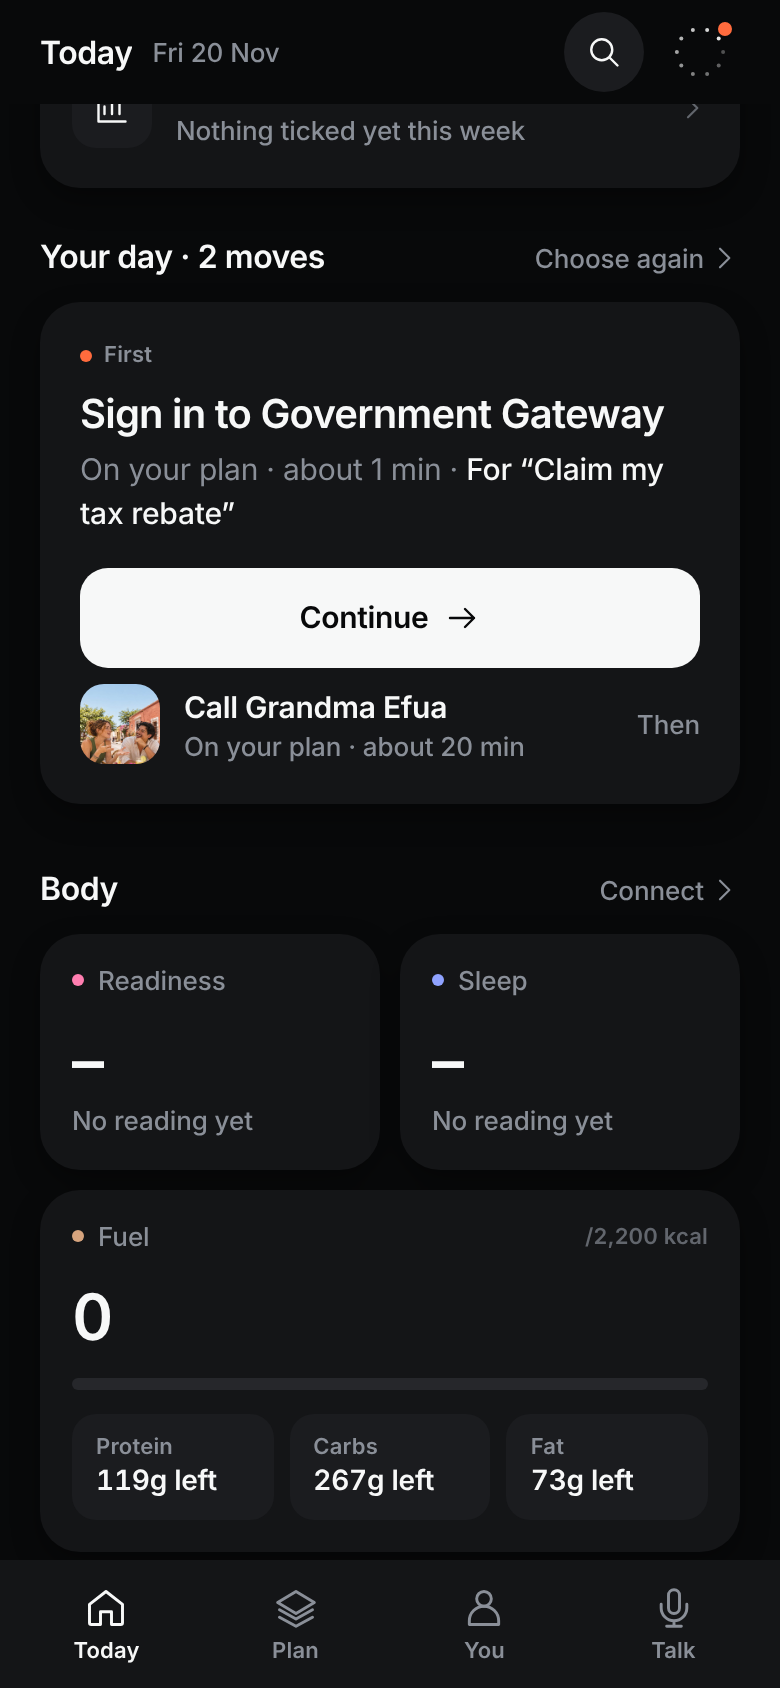 Today Fri 20 Nov
Nothing ticked yet this week
Your day · 2 moves
Choose again
First
Sign in to Government Gateway
On your plan · about 1 min · For “Claim my
tax rebate”
Continue
Call Grandma Efua
On your plan · about 20 min
Then
Body
Connect
Readiness
–
No reading yet
Sleep
–
No reading yet
Fuel
/2,200 kcal
0
Protein
119g left
Carbs
267g left
Fat
73g left
Today
Plan
You
Talk